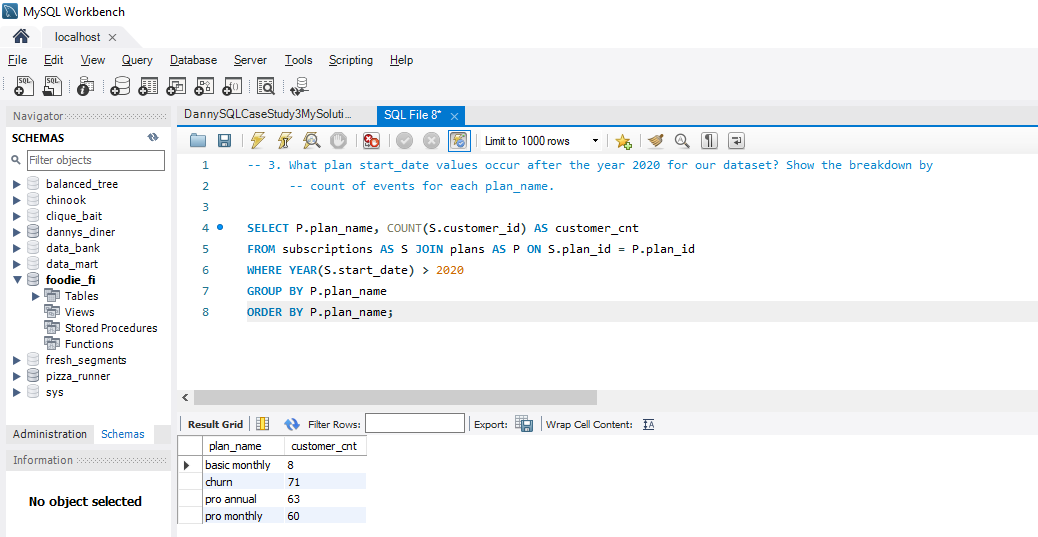 MySQL Workbench
localhost
File Edit View Query Database Server Tools Scripting Help
Navigator
SCHEMAS
Filter objects
balanced_tree
chinook
clique_bait
dannys_diner
data_bank
data_mart
foodie_fi
Tables
Views
Stored Procedures
Functions
fresh_segments
pizza_runner
sys
Administration Schemas
Information
No object selected
DannySQLCaseStudy3MySoluti... SQL File 8*
Limit to 1000 rows
1 -- 3. What plan start_date values occur after the year 2020 for our dataset? Show the breakdown by
2 -- count of events for each plan_name.
3
4 SELECT P.plan_name, COUNT(S.customer_id) AS customer_cnt
5 FROM subscriptions AS S JOIN plans AS P ON S.plan_id = P.plan_id
6 WHERE YEAR(S.start_date) > 2020
7 GROUP BY P.plan_name
8 ORDER BY P.plan_name;
Result Grid Filter Rows: Export: Wrap Cell Content:
plan_name customer_cnt
basic monthly 8
churn 71
pro annual 63
pro monthly 60